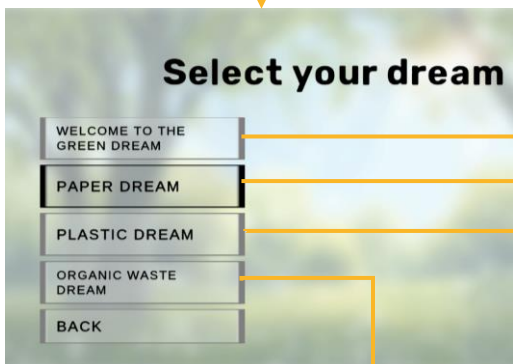 Select your dream
WELCOME TO THE
GREEN DREAM
PAPER DREAM
PLASTIC DREAM
ORGANIC WASTE
DREAM
BACK